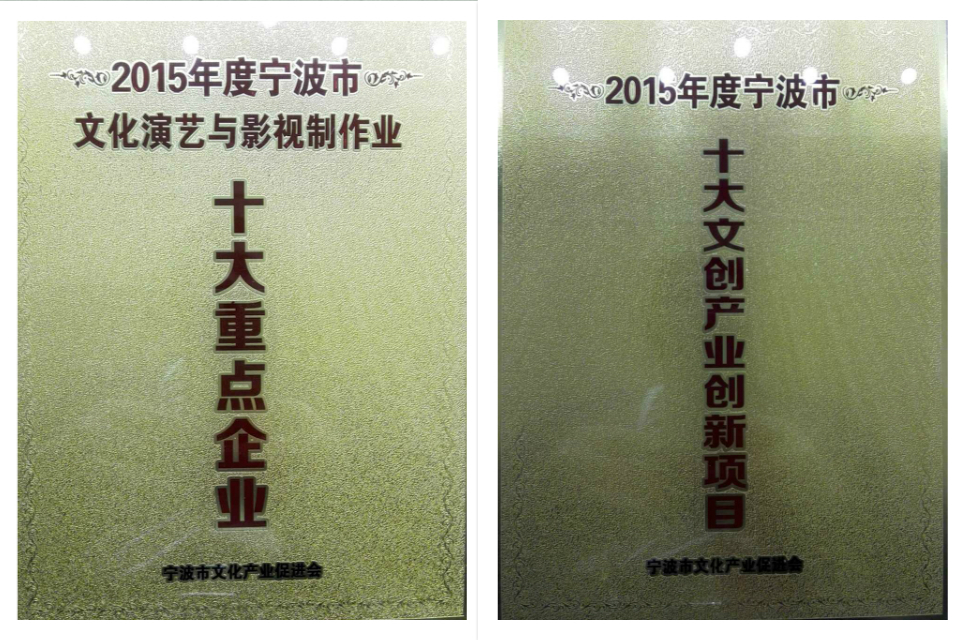 2015年度宁波市
文化演艺与影视制作业
十大重点企业
宁波市文化产业促进会
2015年度宁波市
十大文创产业创新项目
宁波市文化产业促进会